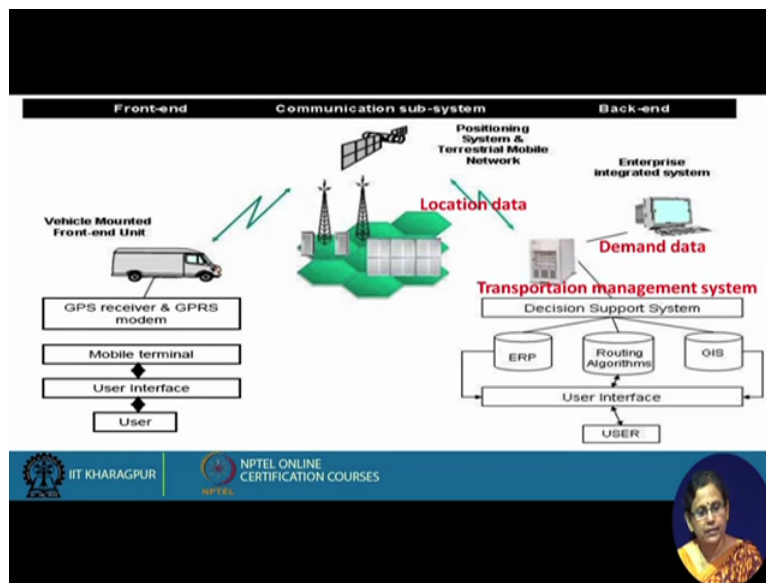 Front-end
Communication sub-system
Back-end
Positioning
System &
Terrestrial Mobile
Network
Enterprise
integrated system
Location data
Vehicle Mounted
Front-end Unit
Demand data
Transportaion management system
GPS receiver & GPRS
modem
Decision Support System
Mobile terminal
ERP
Routing
Algorithms
GIS
User Interface
User Interface
User
USER
IIT KHARAGPUR
NPTEL
NPTEL ONLINE
CERTIFICATION COURSES